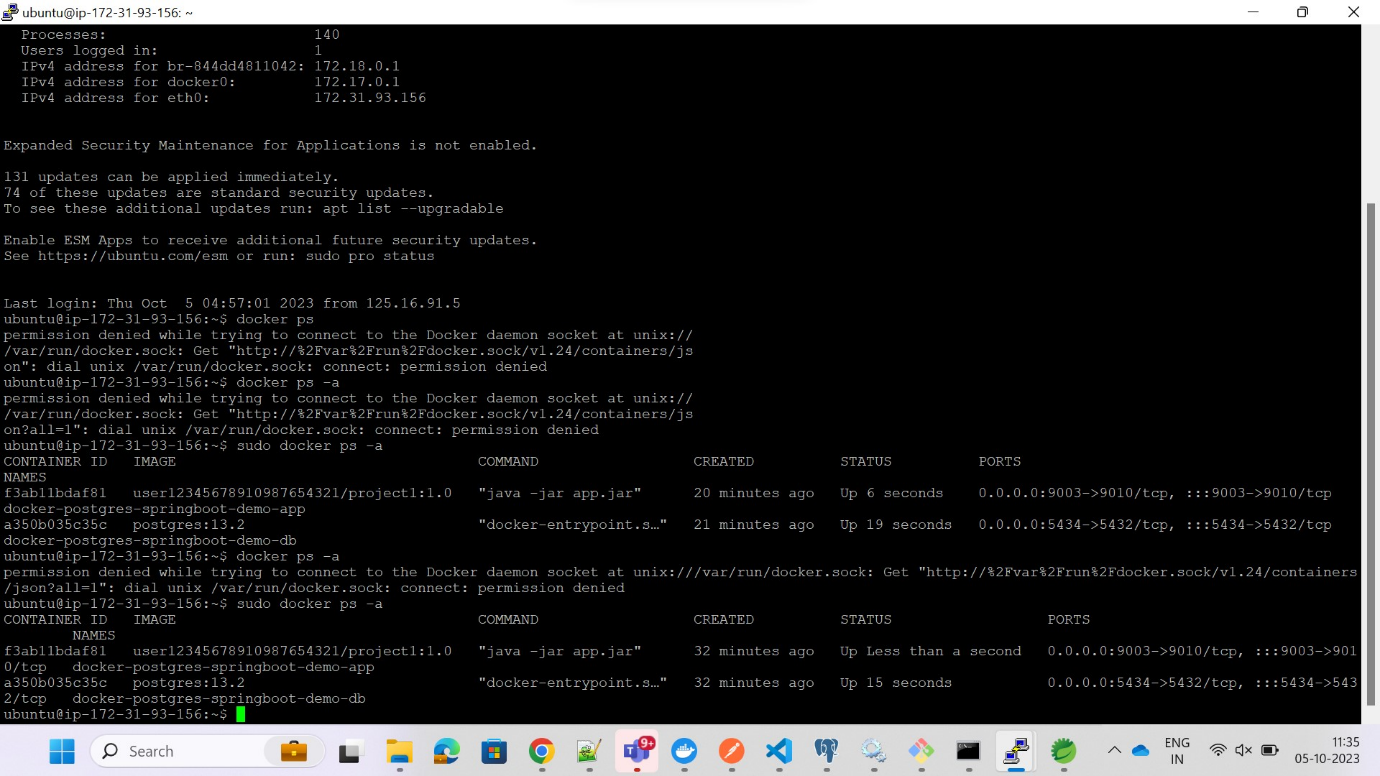 ubuntu@ip-172-31-93-156: ~
Processes: 140
Users logged in: 1
IPv4 address for br-844dd4811042: 172.18.0.1
IPv4 address for docker0: 172.17.0.1
IPv4 address for eth0: 172.31.93.156
Expanded Security Maintenance for Applications is not enabled.
131 updates can be applied immediately.
74 of these updates are standard security updates.
To see these additional updates run: apt list --upgradable
Enable ESM Apps to receive additional future security updates.
See https://ubuntu.com/esm or run: sudo pro status
Last login: Thu Oct  5 04:57:01 2023 from 125.16.91.5
ubuntu@ip-172-31-93-156:~$ docker ps
permission denied while trying to connect to the Docker daemon socket at unix://
/var/run/docker.sock: Get "http://%2Fvar%2Frun%2Fdocker.sock/v1.24/containers/js
on": dial unix /var/run/docker.sock: connect: permission denied
ubuntu@ip-172-31-93-156:~$ docker ps -a
permission denied while trying to connect to the Docker daemon socket at unix://
/var/run/docker.sock: Get "http://%2Fvar%2Frun%2Fdocker.sock/v1.24/containers/js
on?all=1": dial unix /var/run/docker.sock: connect: permission denied
ubuntu@ip-172-31-93-156:~$ sudo docker ps -a
CONTAINER ID   IMAGE   COMMAND   CREATED   STATUS   PORTS
NAMES
f3ab11bdaf81   user12345678910987654321/project1:1.0   "java -jar app.jar"   20 minutes ago   Up 6 seconds   0.0.0.0:9003->9010/tcp, :::9003->9010/tcp
docker-postgres-springboot-demo-app
a350b035c35c   postgres:13.2   "docker-entrypoint.s…"   21 minutes ago   Up 19 seconds   0.0.0.0:5434->5432/tcp, :::5434->5432/tcp
docker-postgres-springboot-demo-db
ubuntu@ip-172-31-93-156:~$ docker ps -a
permission denied while trying to connect to the Docker daemon socket at unix:///var/run/docker.sock: Get "http://%2Fvar%2Frun%2Fdocker.sock/v1.24/containers
/json?all=1": dial unix /var/run/docker.sock: connect: permission denied
ubuntu@ip-172-31-93-156:~$ sudo docker ps -a
CONTAINER ID   IMAGE   COMMAND   CREATED   STATUS   PORTS
NAMES
f3ab11bdaf81   user12345678910987654321/project1:1.0   "java -jar app.jar"   32 minutes ago   Up Less than a second   0.0.0.0:9003->9010/tcp, :::9003->901
0/tcp   docker-postgres-springboot-demo-app
a350b035c35c   postgres:13.2   "docker-entrypoint.s…"   32 minutes ago   Up 15 seconds   0.0.0.0:5434->5432/tcp, :::5434->543
2/tcp   docker-postgres-springboot-demo-db
ubuntu@ip-172-31-93-156:~$
Search
9+
ENG
IN
11:35
05-10-2023